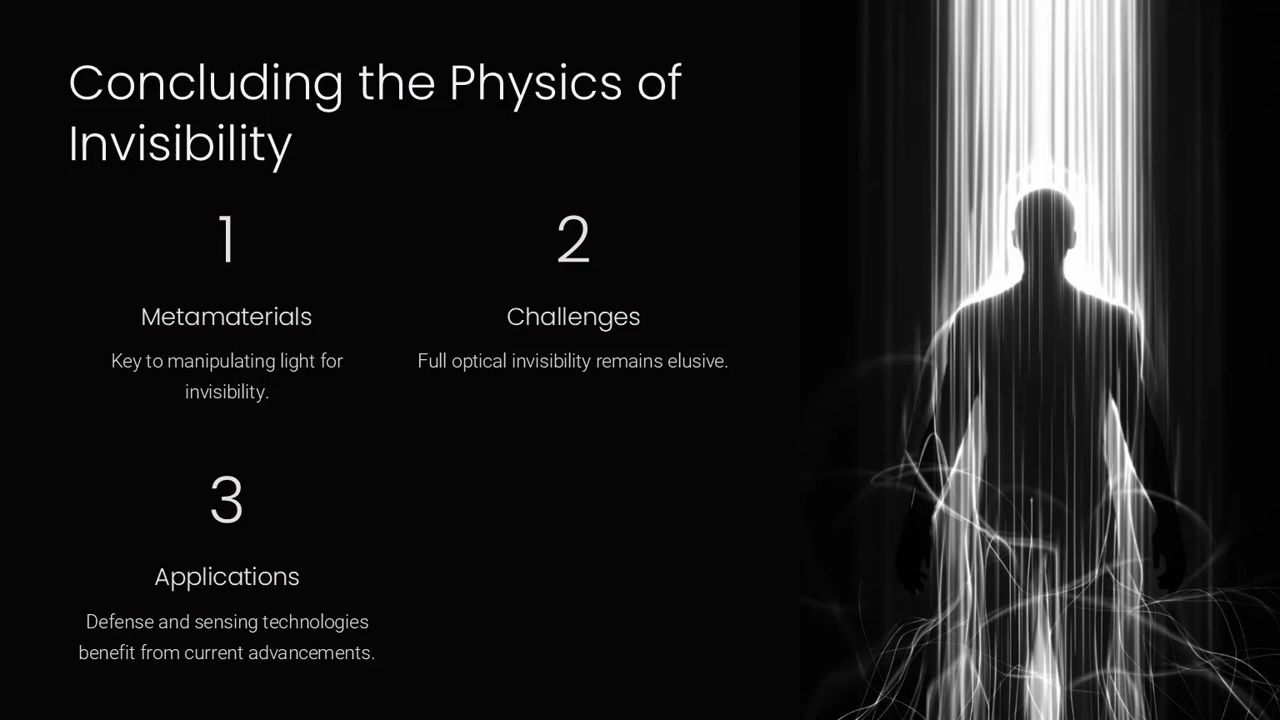 Concluding the Physics of
Invisibility
1
Metamaterials
Key to manipulating light for
invisibility.
2
Challenges
Full optical invisibility remains elusive.
3
Applications
Defense and sensing technologies
benefit from current advancements.